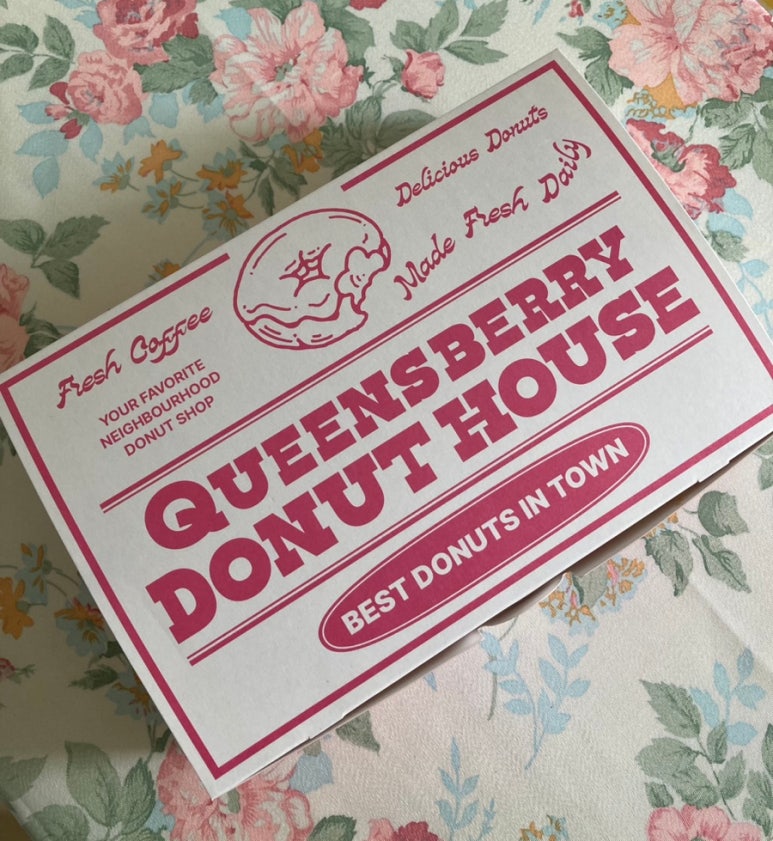 Delicious Donuts
Made Fresh Daily
Fresh Coffee
YOUR FAVORITE
NEIGHBOURHOOD
DONUT SHOP
QUEENSBERRY
DONUT HOUSE
BEST DONUTS IN TOWN